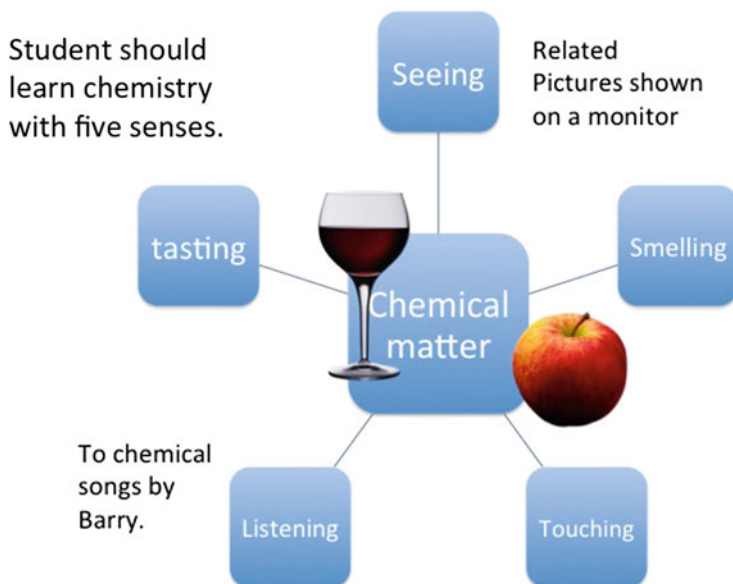 Student should
learn chemistry
with five senses.
Seeing
Related
Pictures shown
on a monitor
tasting
Smelling
Chemical
matter
To chemical
songs by
Barry.
Listening
Touching